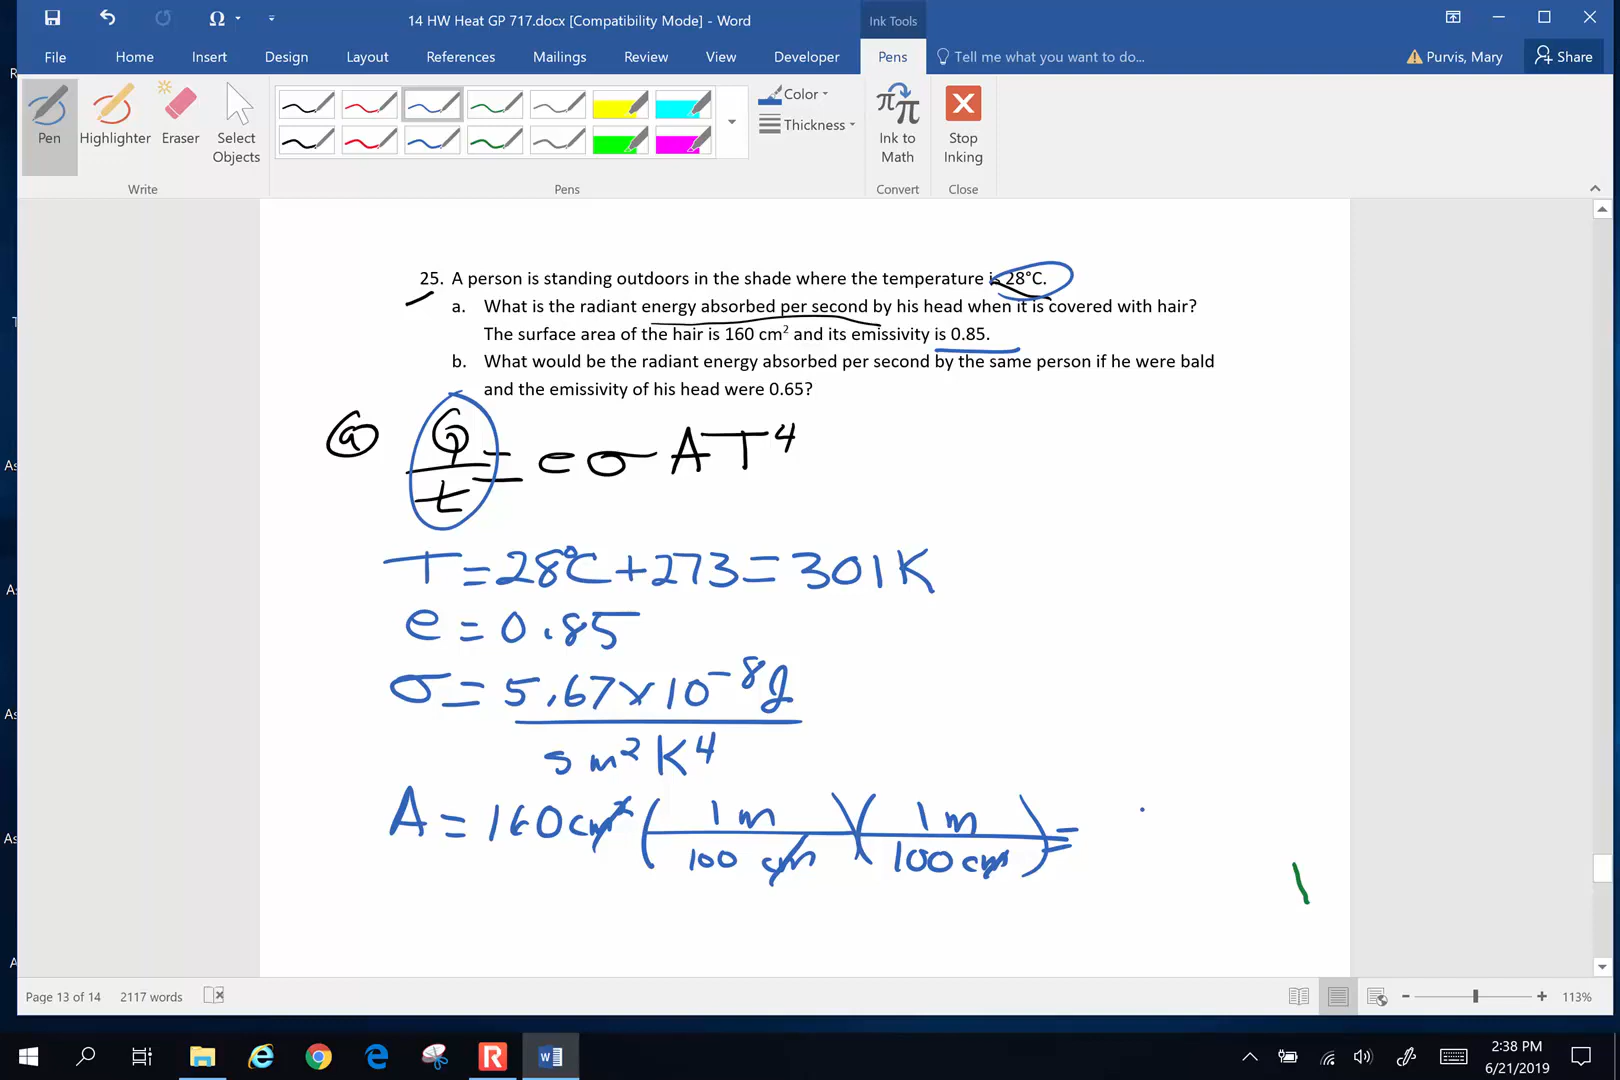 14 HW Heat GP 717.docx [Compatibility Mode] - Word
Ink Tools
File Home Insert Design Layout References Mailings Review View Developer Pens Tell me what you want to do... Purvis, Mary Share
Pen Highlighter Eraser Select Objects
Color
Thickness
Ink to Math
Stop Inking
Write Pens Convert Close
25. A person is standing outdoors in the shade where the temperature is 28°C.
a. What is the radiant energy absorbed per second by his head when it is covered with hair?
The surface area of the hair is 160 cm² and its emissivity is 0.85.
b. What would be the radiant energy absorbed per second by the same person if he were bald
and the emissivity of his head were 0.65?
(a) Q/t = eσAT⁴
T = 28°C + 273 = 301K
e = 0.85
σ = 5.67 x 10⁻⁸ J
s m² K⁴
A = 160 cm² (1 m / 100 cm)(1 m / 100 cm) =
Page 13 of 14 2117 words 113%
2:38 PM
6/21/2019